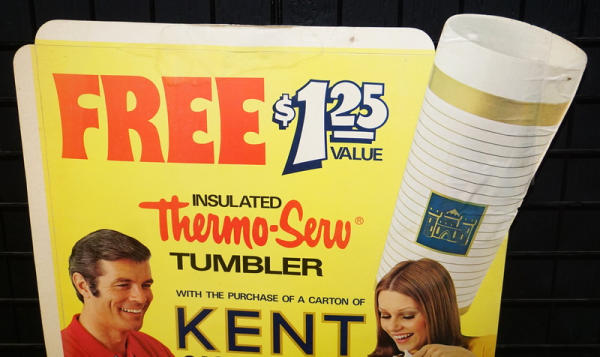 FREE $1.25 VALUE
INSULATED
Thermo-Serv®
TUMBLER
WITH THE PURCHASE OF A CARTON OF
KENT